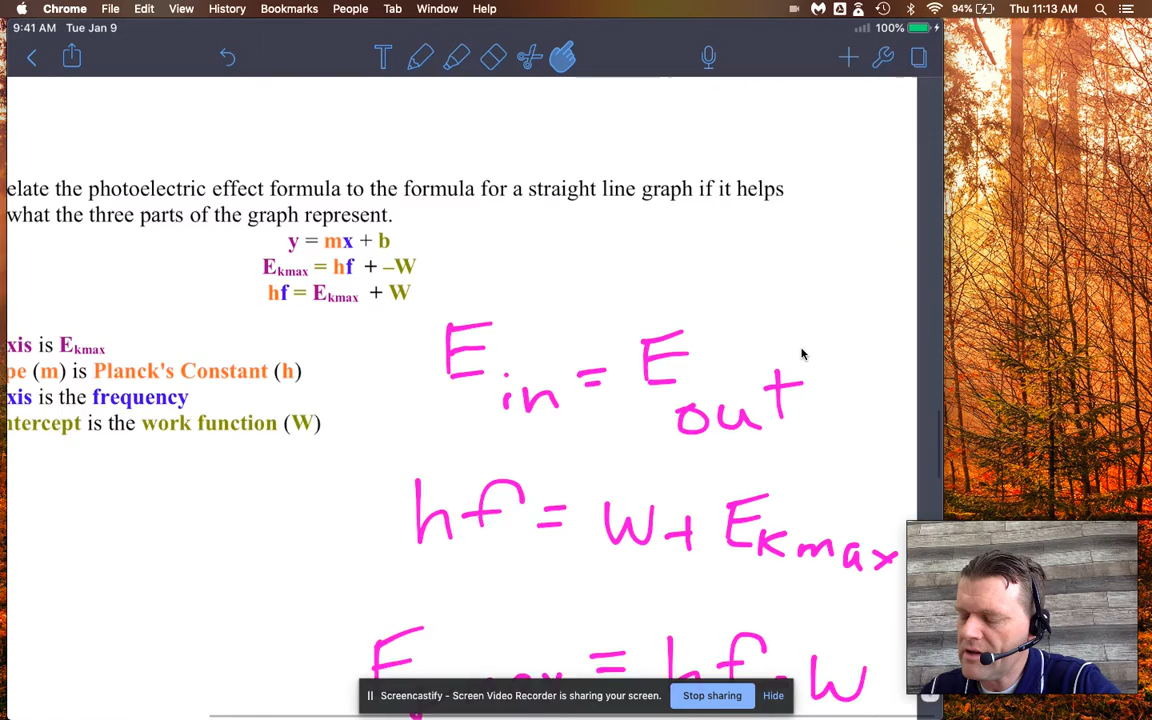 Chrome File Edit View History Bookmarks People Tab Window Help 94% Thu 11:13 AM
9:41 AM Tue Jan 9 100%
T
elate the photoelectric effect formula to the formula for a straight line graph if it helps
what the three parts of the graph represent.
y = mx + b
Ekmax = hf + –W
hf = Ekmax + W
xis is Ekmax
pe (m) is Planck's Constant (h)
xis is the frequency
ntercept is the work function (W)
E in = E out
hf = W + Ekmax
= hf - W
Screencastify - Screen Video Recorder is sharing your screen. Stop sharing Hide